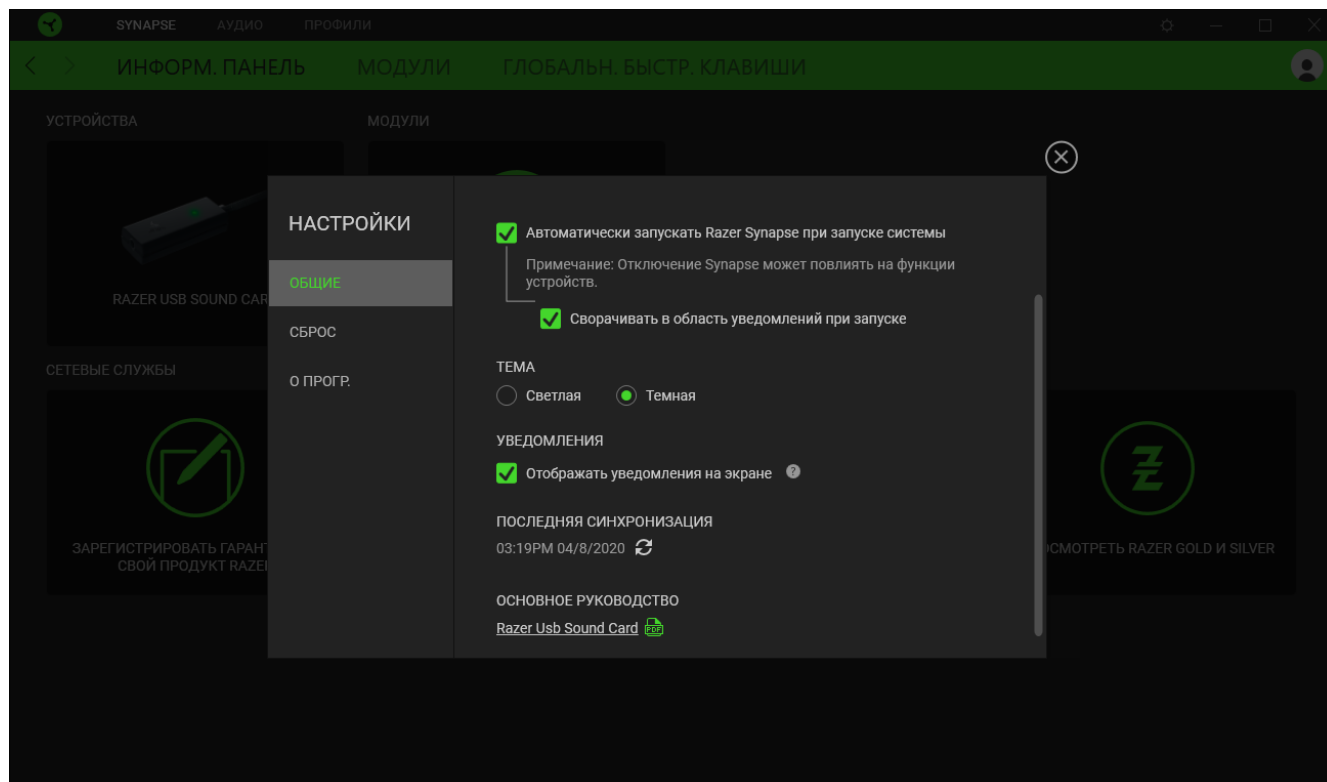 SYNAPSE АУДИО ПРОФИЛИ
ИНФОРМ. ПАНЕЛЬ МОДУЛИ ГЛОБАЛЬН. БЫСТР. КЛАВИШИ
УСТРОЙСТВА МОДУЛИ
RAZER USB SOUND CAR
СЕТЕВЫЕ СЛУЖБЫ
ЗАРЕГИСТРИРОВАТЬ ГАРАНТ
СВОЙ ПРОДУКТ RAZE
НАСТРОЙКИ
ОБЩИЕ
СБРОС
О ПРОГР.
Автоматически запускать Razer Synapse при запуске системы
Примечание: Отключение Synapse может повлиять на функции
устройств.
Сворачивать в область уведомлений при запуске
ТЕМА
Светлая Темная
УВЕДОМЛЕНИЯ
Отображать уведомления на экране ?
ПОСЛЕДНЯЯ СИНХРОНИЗАЦИЯ
03:19PM 04/8/2020
ОСНОВНОЕ РУКОВОДСТВО
Razer Usb Sound Card PDF
ОСМОТРЕТЬ RAZER GOLD И SILVER